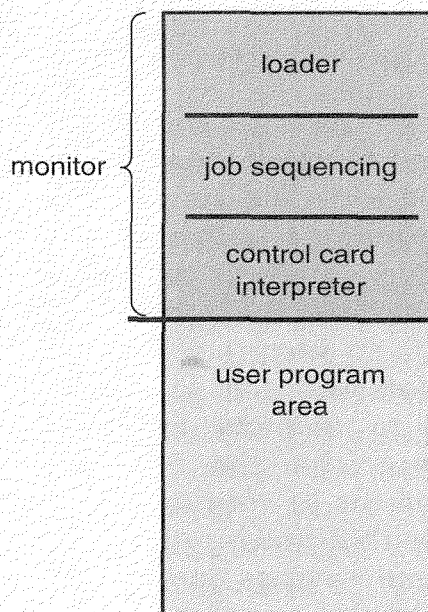 loader
monitor
job sequencing
control card
interpreter
user program
area